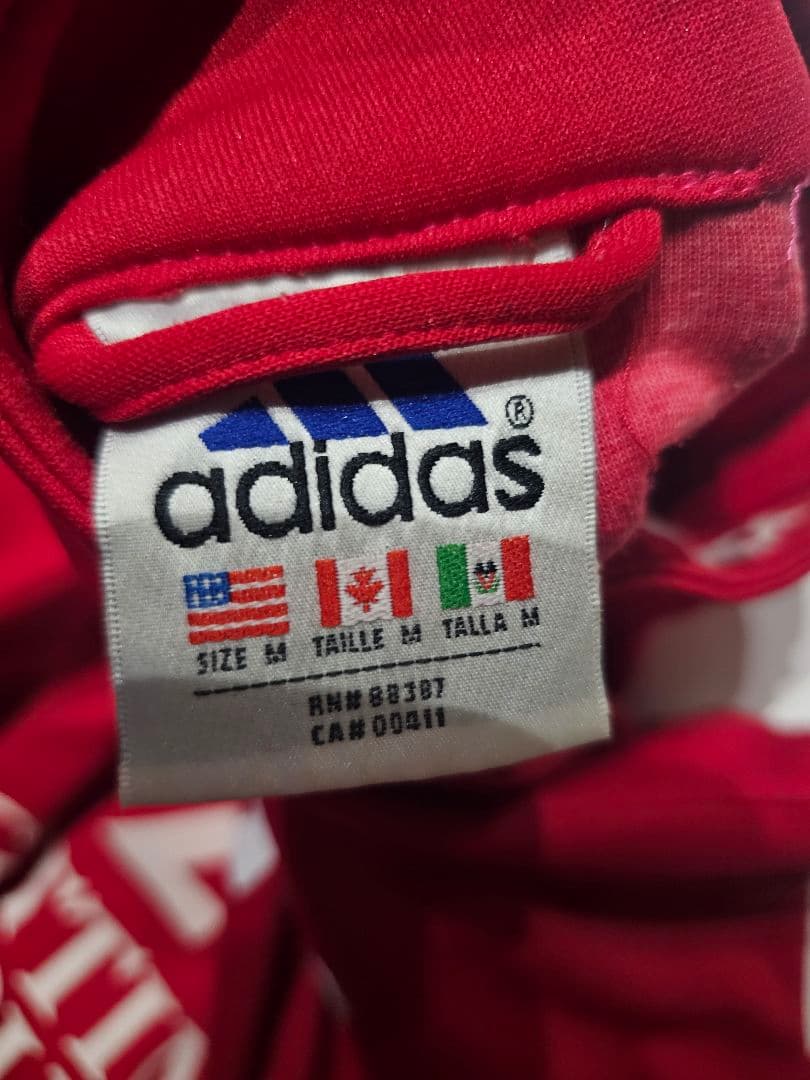 adidas®
SIZE M TAILLE M TALLA M
RN# 88387
CA# 00411